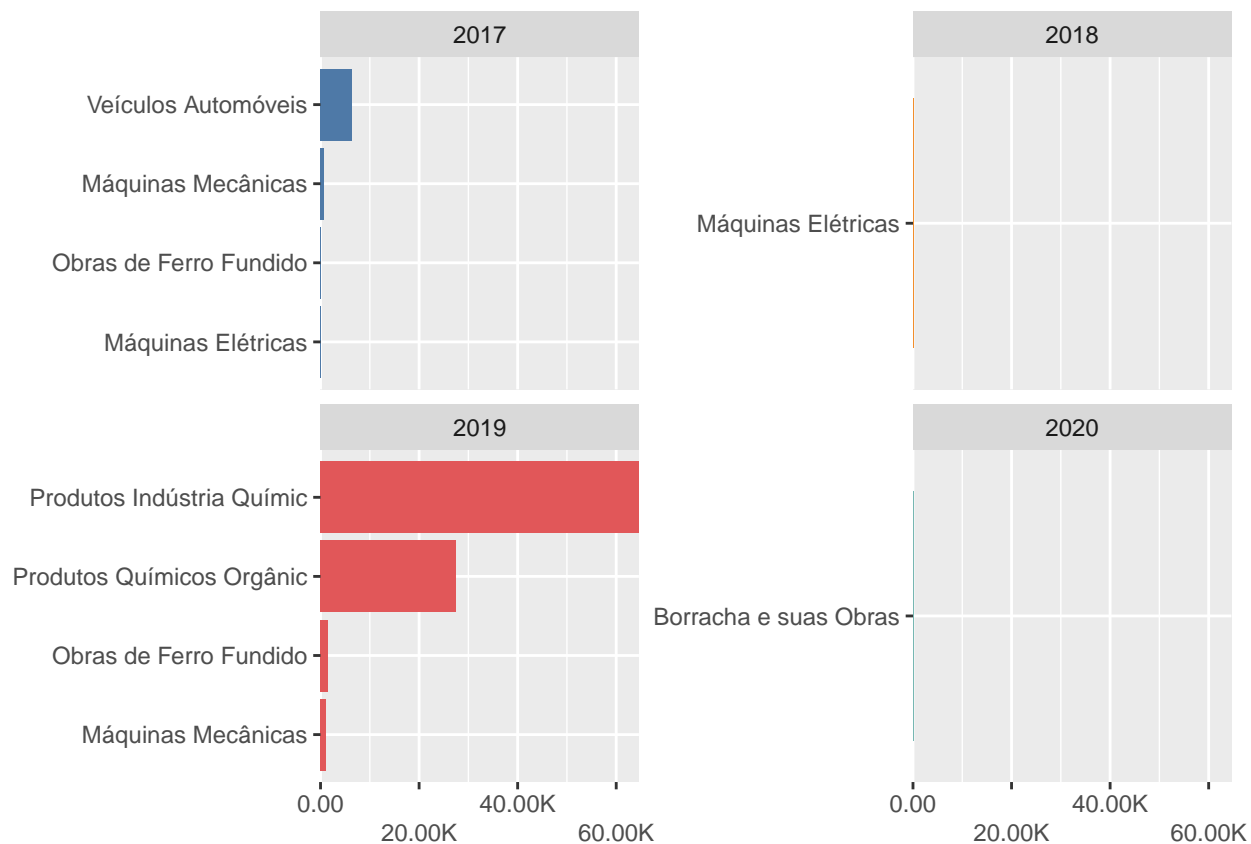 2017
Veículos Automóveis
Máquinas Mecânicas
Obras de Ferro Fundido
Máquinas Elétricas
2018
Máquinas Elétricas
2019
Produtos Indústria Químic
Produtos Químicos Orgânic
Obras de Ferro Fundido
Máquinas Mecânicas
0.00
20.00K
40.00K
60.00K
2020
Borracha e suas Obras
0.00
20.00K
40.00K
60.00K